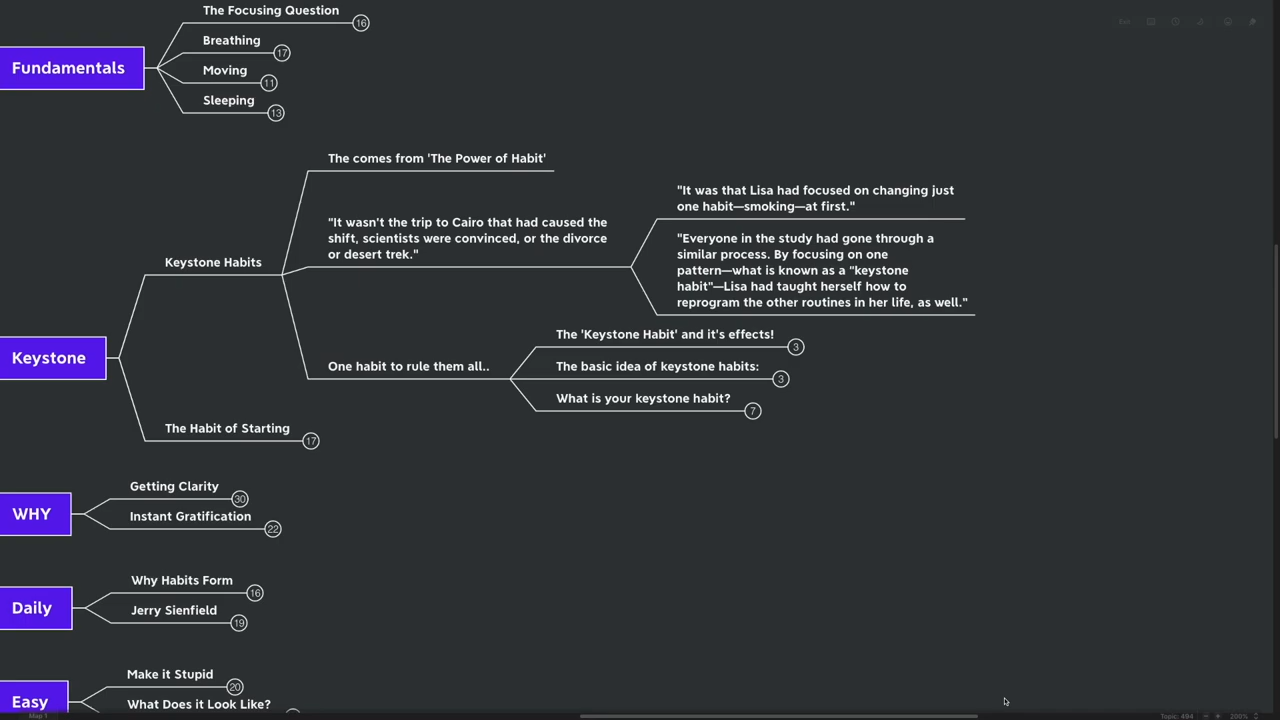 The Focusing Question
16
Breathing
17
Fundamentals
Moving
11
Sleeping
13
The comes from 'The Power of Habit'
"It was that Lisa had focused on changing just
one habit—smoking—at first."
"It wasn't the trip to Cairo that had caused the
shift, scientists were convinced, or the divorce
or desert trek."
"Everyone in the study had gone through a
similar process. By focusing on one
pattern—what is known as a "keystone
habit"—Lisa had taught herself how to
reprogram the other routines in her life, as well."
Keystone Habits
The 'Keystone Habit' and it's effects!
3
Keystone
One habit to rule them all..
The basic idea of keystone habits:
3
What is your keystone habit?
7
The Habit of Starting
17
Getting Clarity
30
WHY
Instant Gratification
22
Why Habits Form
16
Daily
Jerry Sienfield
19
Make it Stupid
20
Easy
What Does it Look Like?
Map 1
Topic: 494
200%